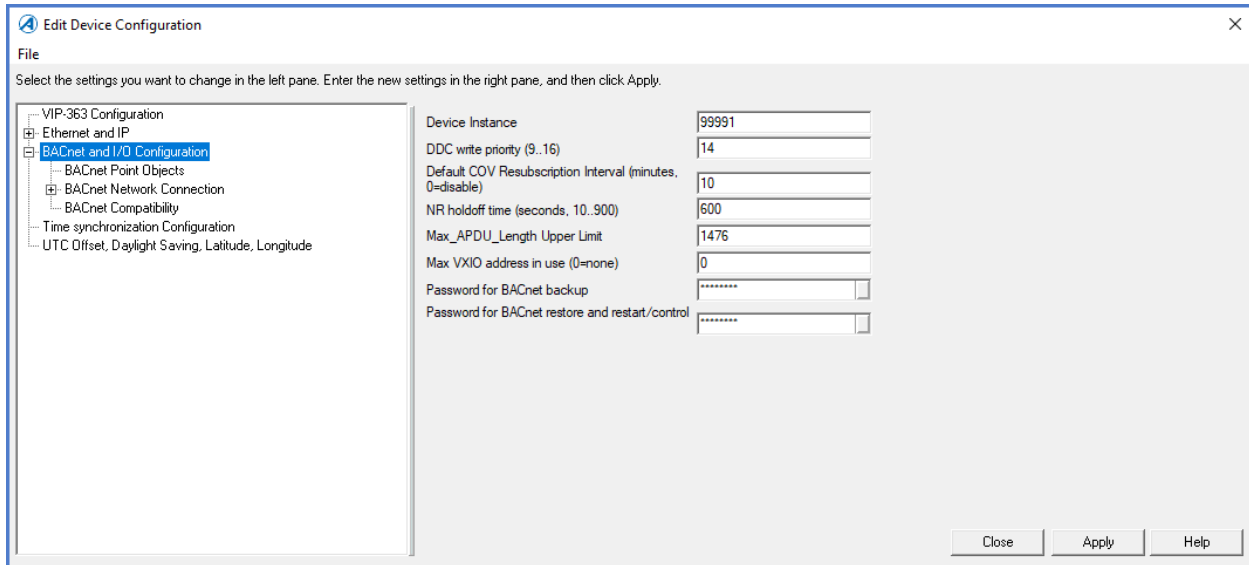 Edit Device Configuration
File
Select the settings you want to change in the left pane. Enter the new settings in the right pane, and then click Apply.
VIP-363 Configuration
Ethernet and IP
BACnet and I/O Configuration
BACnet Point Objects
BACnet Network Connection
BACnet Compatibility
Time synchronization Configuration
UTC Offset, Daylight Saving, Latitude, Longitude
Device Instance 99991
DDC write priority (9..16) 14
Default COV Resubscription Interval (minutes,
0=disable) 10
NR holdoff time (seconds, 10..900) 600
Max_APDU_Length Upper Limit 1476
Max VXIO address in use (0=none) 0
Password for BACnet backup ********
Password for BACnet restore and restart/control ********
Close Apply Help